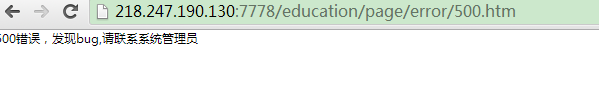 218.247.190.130:7778/education/page/error/500.htm
500错误，发现bug,请联系系统管理员